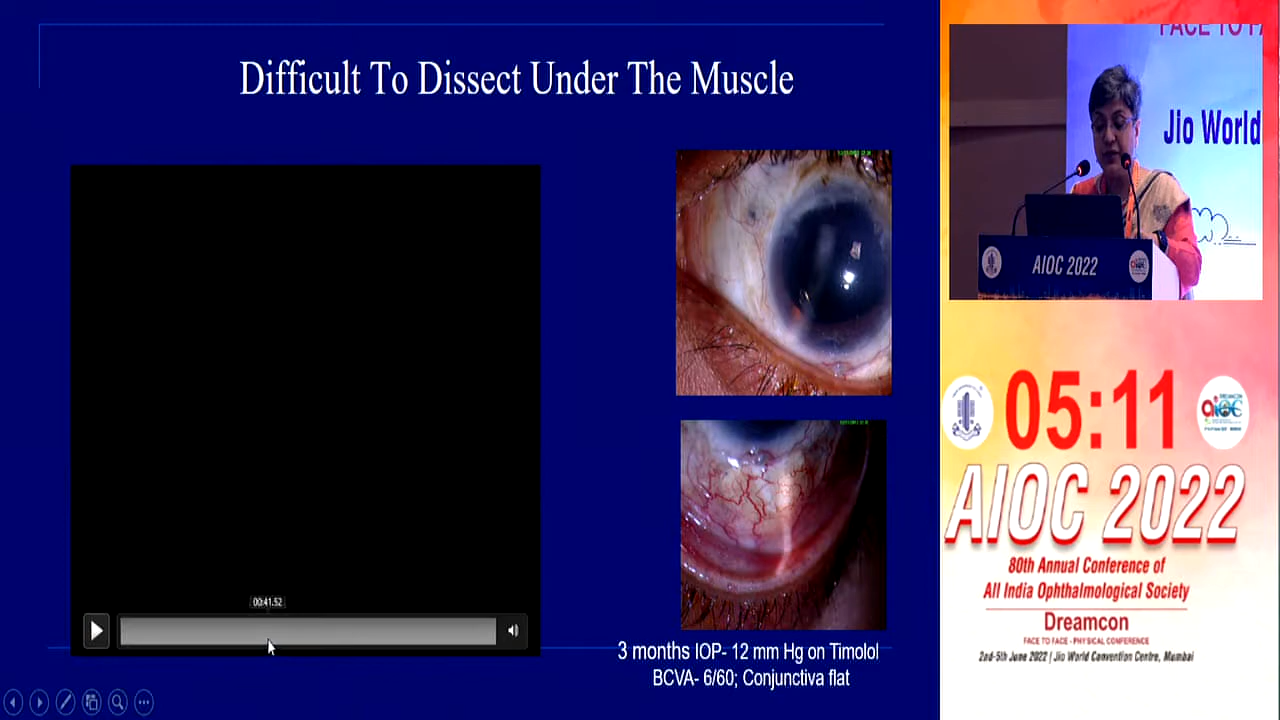 Difficult To Dissect Under The Muscle
00:41.52
3 months IOP- 12 mm Hg on Timolol
BCVA- 6/60; Conjunctiva flat
Jio World
AIOC 2022
05:11
AIOC 2022
80th Annual Conference of
All India Ophthalmological Society
Dreamcon
FACE TO FACE - PHYSICAL CONFERENCE
2nd-5th June 2022 | Jio World Convention Centre, Mumbai